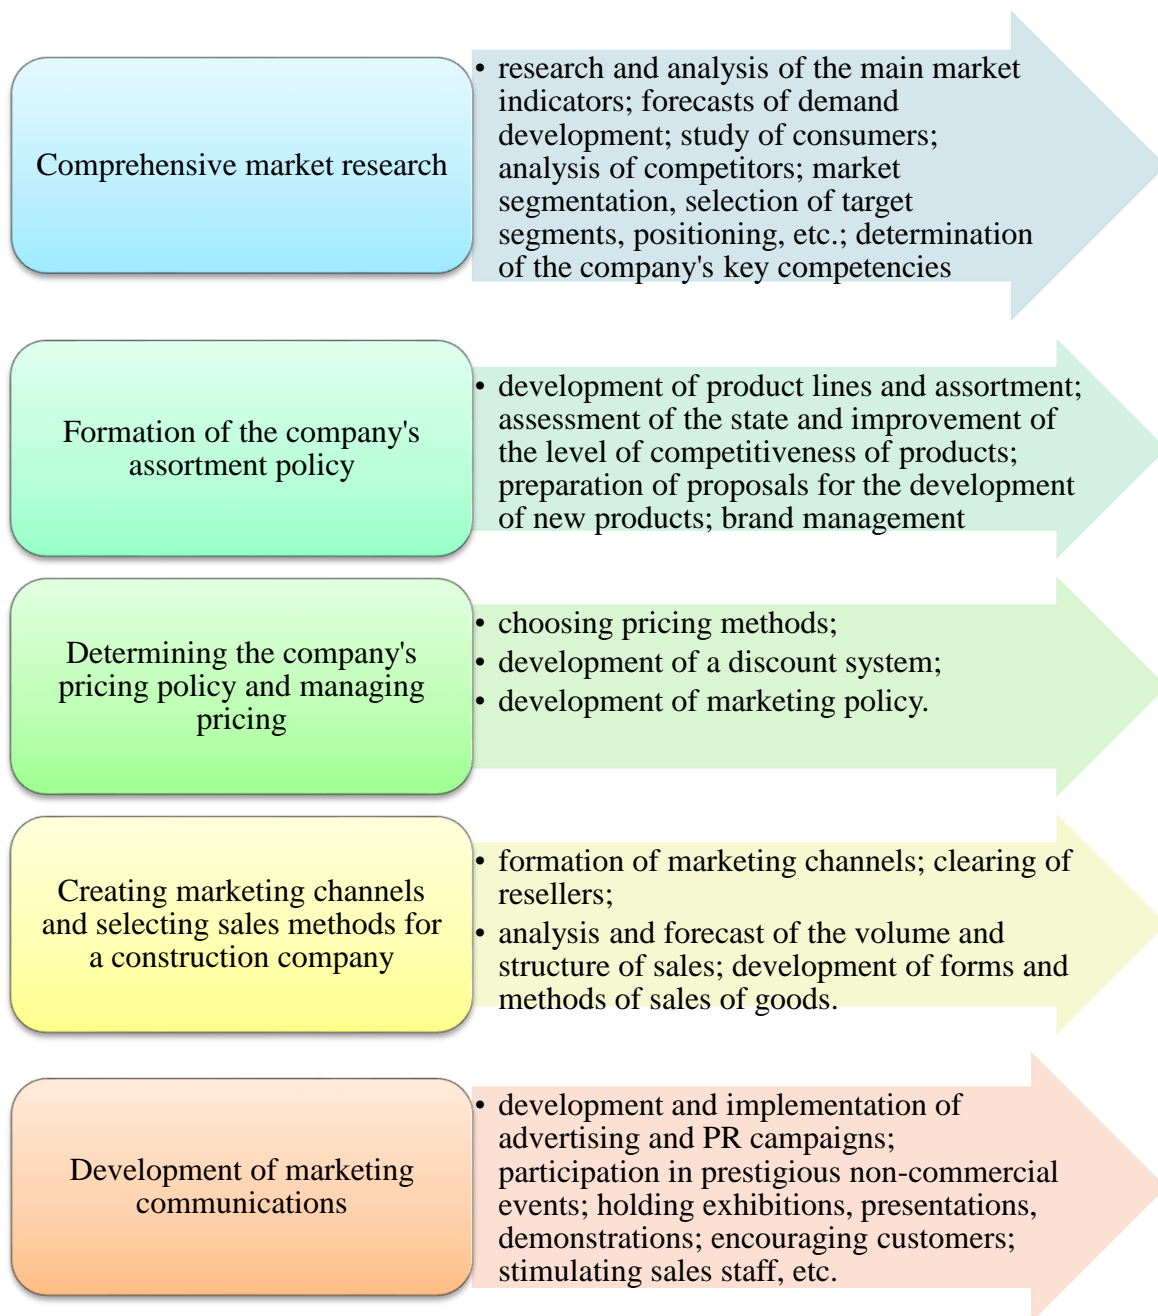 Comprehensive market research
• research and analysis of the main market
indicators; forecasts of demand
development; study of consumers;
analysis of competitors; market
segmentation, selection of target
segments, positioning, etc.; determination
of the company's key competencies
Formation of the company's
assortment policy
• development of product lines and assortment;
assessment of the state and improvement of
the level of competitiveness of products;
preparation of proposals for the development
of new products; brand management
Determining the company's
pricing policy and managing
pricing
• choosing pricing methods;
• development of a discount system;
• development of marketing policy.
Creating marketing channels
and selecting sales methods for
a construction company
• formation of marketing channels; clearing of
resellers;
• analysis and forecast of the volume and
structure of sales; development of forms and
methods of sales of goods.
Development of marketing
communications
• development and implementation of
advertising and PR campaigns;
participation in prestigious non-commercial
events; holding exhibitions, presentations,
demonstrations; encouraging customers;
stimulating sales staff, etc.